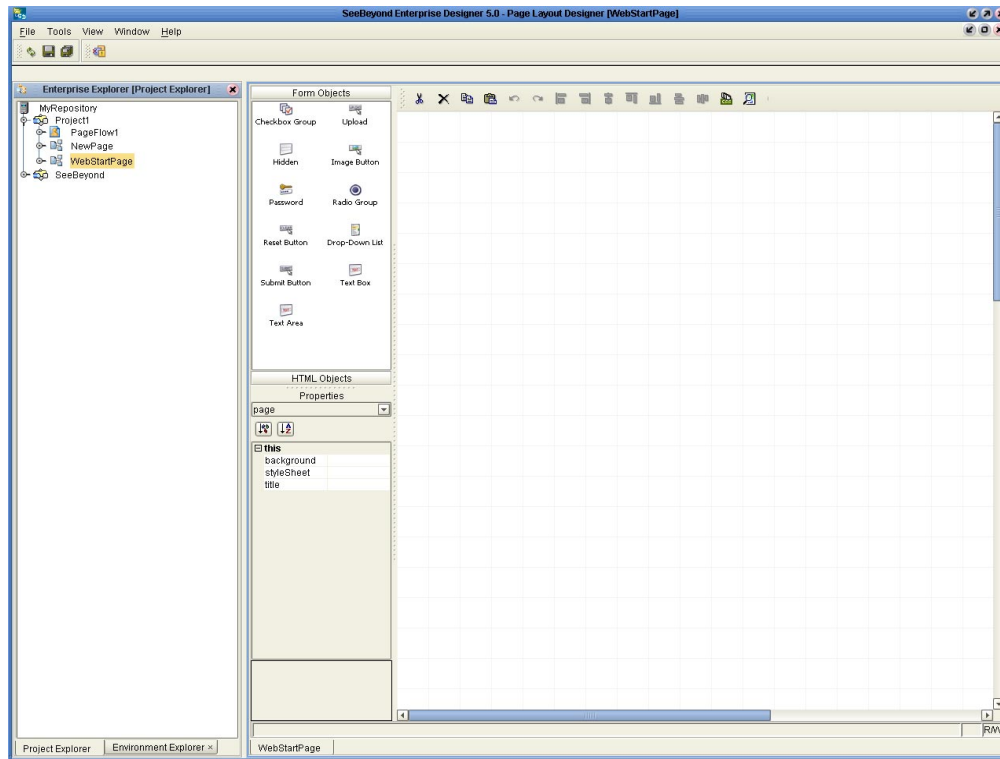 SeeBeyond Enterprise Designer 5.0 - Page Layout Designer [WebStartPage]
File Tools View Window Help
Enterprise Explorer [Project Explorer]
MyRepository
Project1
PageFlow1
NewPage
WebStartPage
SeeBeyond
Form Objects
Checkbox Group Upload
Hidden Image Button
Password Radio Group
Reset Button Drop-Down List
Submit Button Text Box
Text Area
HTML Objects
Properties
page
this
background
styleSheet
title
Project Explorer Environment Explorer ×
WebStartPage